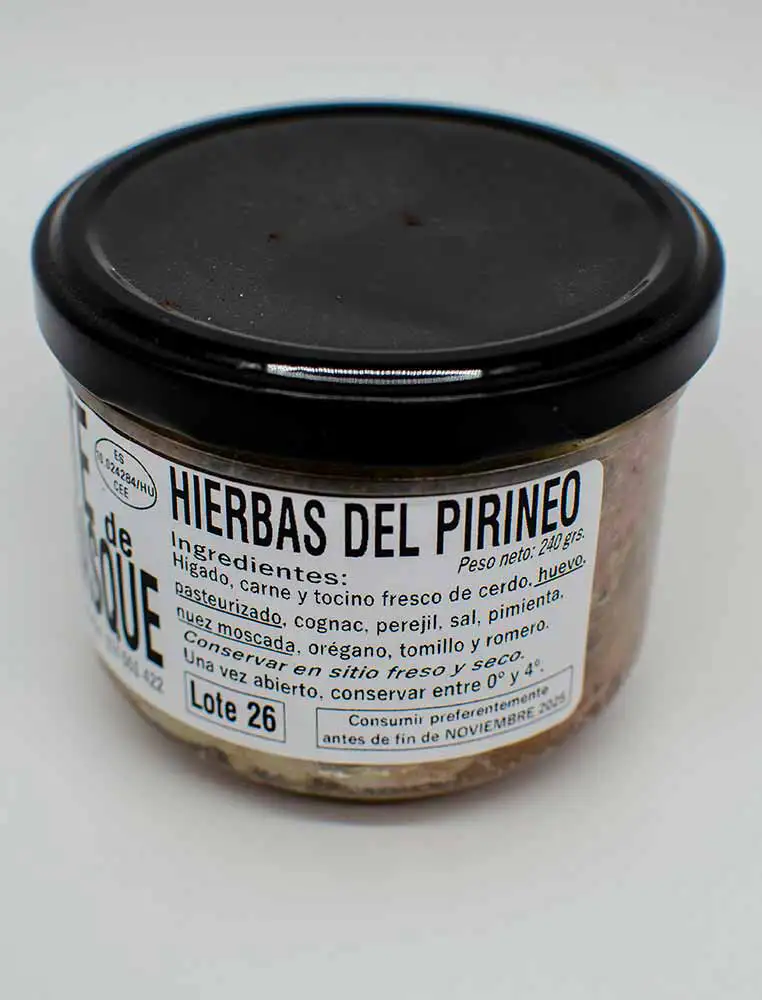 ES
10.024284/HU
CEE
de
HIERBAS DEL PIRINEO
Peso neto: 240 grs.
Ingredientes:
Hígado, carne y tocino fresco de cerdo, huevo,
pasteurizado, cognac, perejil, sal, pimienta,
nuez moscada, orégano, tomillo y romero.
Conservar en sitio freso y seco.
Una vez abierto, conservar entre 0º y 4º.
Lote 26
Consumir preferentemente
antes de fin de NOVIEMBRE 2025